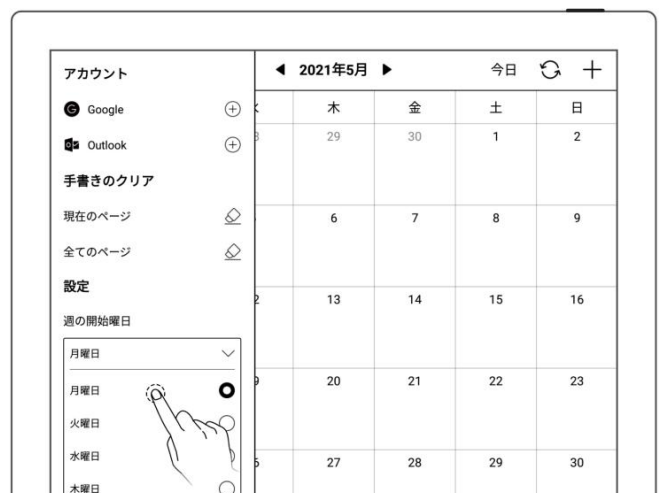 アカウント
Google
Outlook
手書きのクリア
現在のページ
全てのページ
設定
週の開始曜日
月曜日
月曜日
火曜日
水曜日
木曜日
2021年5月
今日
木 金 土 日
29 30 1 2
6 7 8 9
13 14 15 16
20 21 22 23
27 28 29 30